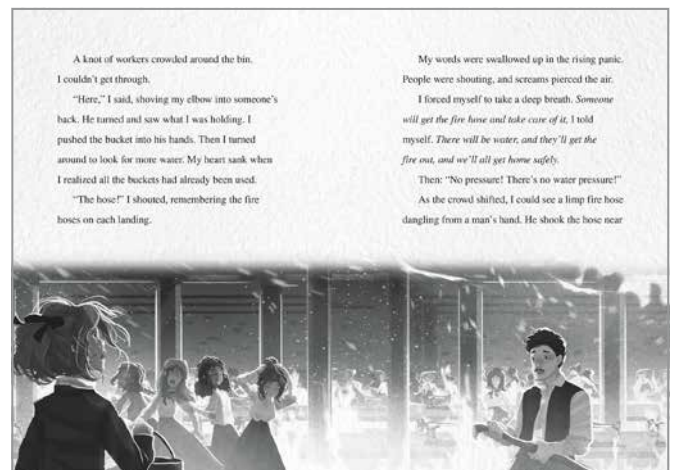 A knot of workers crowded around the bin.
I couldn't get through.
"Here," I said, shoving my elbow into someone's
back. He turned and saw what I was holding. I
pushed the bucket into his hands. Then I turned
around to look for more water. My heart sank when
I realized all the buckets had already been used.
"The hose!" I shouted, remembering the fire
hoses on each landing.
My words were swallowed up in the rising panic.
People were shouting, and screams pierced the air.
I forced myself to take a deep breath. Someone
will get the fire hose and take care of it, I told
myself. There will be water, and they'll get the
fire out, and we'll all get home safely.
Then: "No pressure! There's no water pressure!"
As the crowd shifted, I could see a limp fire hose
dangling from a man's hand. He shook the hose near